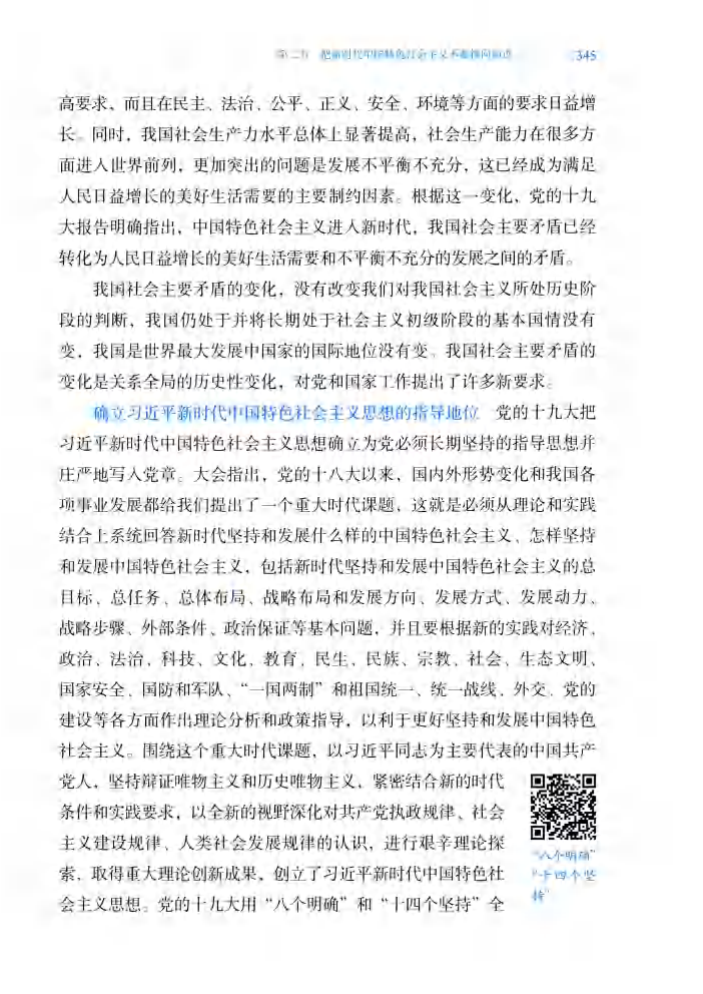 第二节 把新时代中国特色社会主义不断推向前进 345
高要求，而且在民主、法治、公平、正义、安全、环境等方面的要求日益增
长。同时，我国社会生产力水平总体上显著提高，社会生产能力在很多方
面进入世界前列，更加突出的问题是发展不平衡不充分，这已经成为满足
人民日益增长的美好生活需要的主要制约因素。根据这一变化，党的十九
大报告明确指出，中国特色社会主义进入新时代，我国社会主要矛盾已经
转化为人民日益增长的美好生活需要和不平衡不充分的发展之间的矛盾。
我国社会主要矛盾的变化，没有改变我们对我国社会主义所处历史阶
段的判断，我国仍处于并将长期处于社会主义初级阶段的基本国情没有
变，我国是世界最大发展中国家的国际地位没有变。我国社会主要矛盾的
变化是关系全局的历史性变化，对党和国家工作提出了许多新要求。
确立习近平新时代中国特色社会主义思想的指导地位 党的十九大把
习近平新时代中国特色社会主义思想确立为党必须长期坚持的指导思想并
庄严地写入党章。大会指出，党的十八大以来，国内外形势变化和我国各
项事业发展都给我们提出了一个重大时代课题，这就是必须从理论和实践
结合上系统回答新时代坚持和发展什么样的中国特色社会主义、怎样坚持
和发展中国特色社会主义，包括新时代坚持和发展中国特色社会主义的总
目标、总任务、总体布局、战略布局和发展方向、发展方式、发展动力、
战略步骤、外部条件、政治保证等基本问题，并且要根据新的实践对经济、
政治、法治、科技、文化、教育、民生、民族、宗教、社会、生态文明、
国家安全、国防和军队、“一国两制”和祖国统一、统一战线、外交、党的
建设等各方面作出理论分析和政策指导，以利于更好坚持和发展中国特色
社会主义。围绕这个重大时代课题，以习近平同志为主要代表的中国共产
党人，坚持辩证唯物主义和历史唯物主义，紧密结合新的时代
条件和实践要求，以全新的视野深化对共产党执政规律、社会
主义建设规律、人类社会发展规律的认识，进行艰辛理论探
索，取得重大理论创新成果，创立了习近平新时代中国特色社
会主义思想。党的十九大用“八个明确”和“十四个坚持”全
“八个明确”
“十四个坚
持”